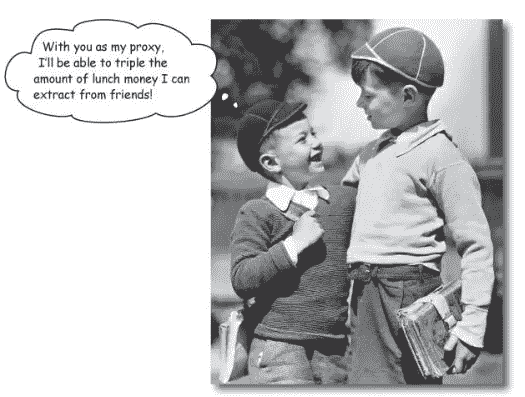 With you as my proxy,
I'll be able to triple the
amount of lunch money I can
extract from friends!